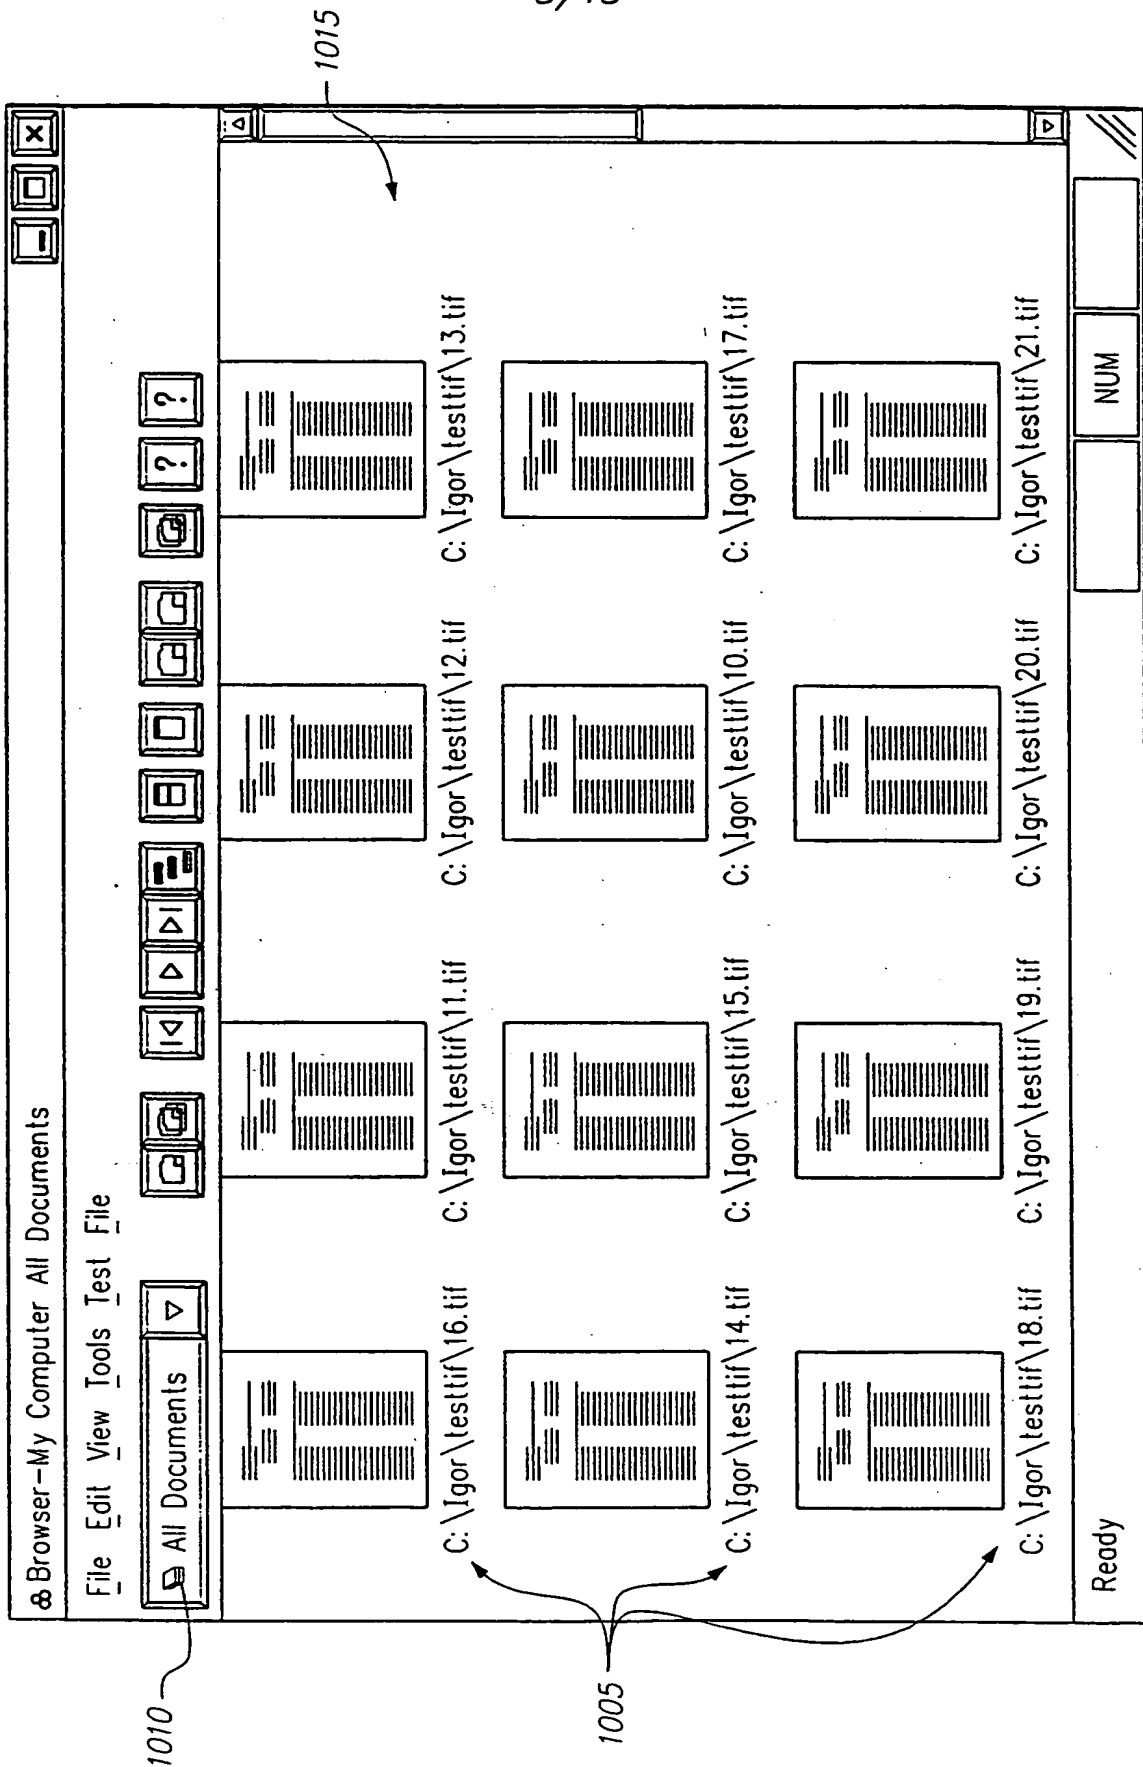 1015
Browser-My Computer All Documents
File Edit View Tools Test File
All Documents
? ?
1010
C:\Igor\testtif\16.tif C:\Igor\testtif\11.tif C:\Igor\testtif\12.tif C:\Igor\testtif\13.tif
C:\Igor\testtif\14.tif C:\Igor\testtif\15.tif C:\Igor\testtif\10.tif C:\Igor\testtif\17.tif
1005
C:\Igor\testtif\18.tif C:\Igor\testtif\19.tif C:\Igor\testtif\20.tif C:\Igor\testtif\21.tif
Ready NUM